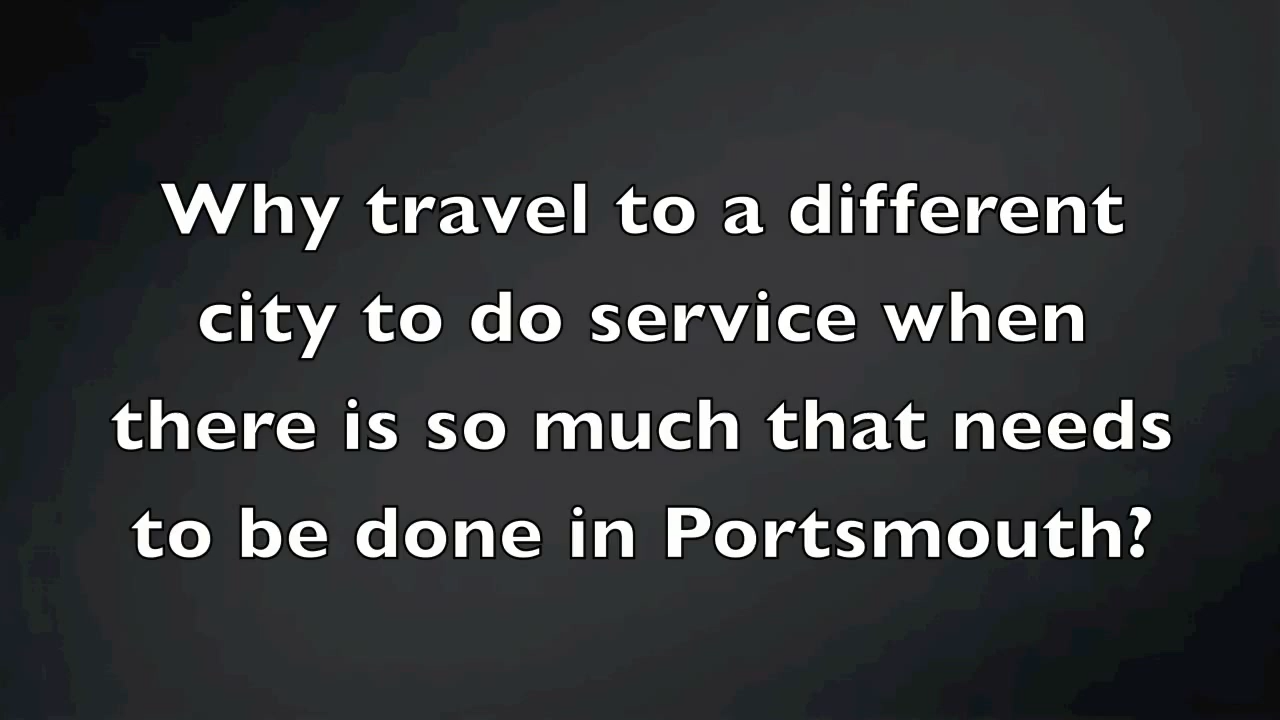 Why travel to a different
city to do service when
there is so much that needs
to be done in Portsmouth?